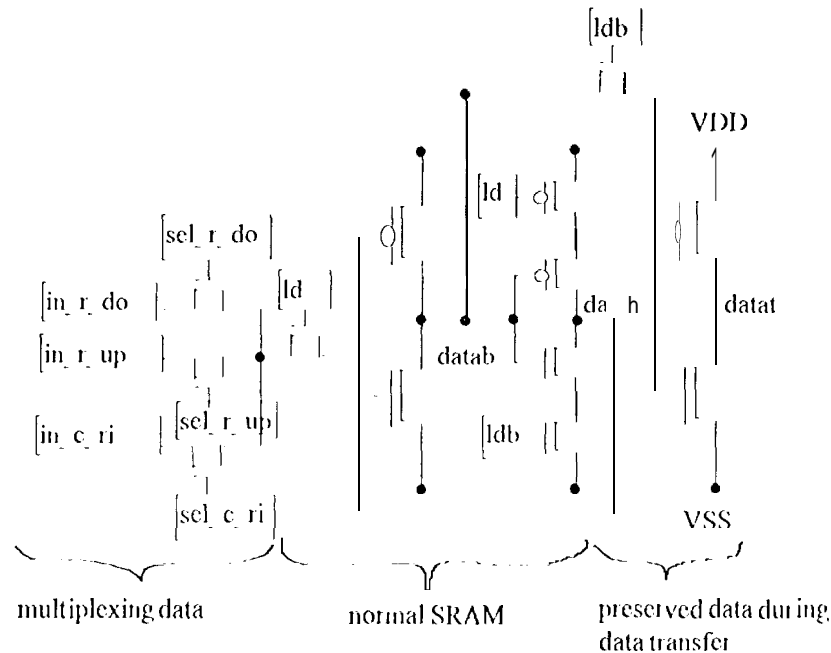 [ldb]
VDD
[ld]
[sel_r_do]
[ld]
[in_r_do
da h
datat
[in_r_up
datab
[sel_r_up]
[in_c_ri
[ldb
[sel_c_ri]
VSS
multiplexing data
normal SRAM
preserved data during
data transfer